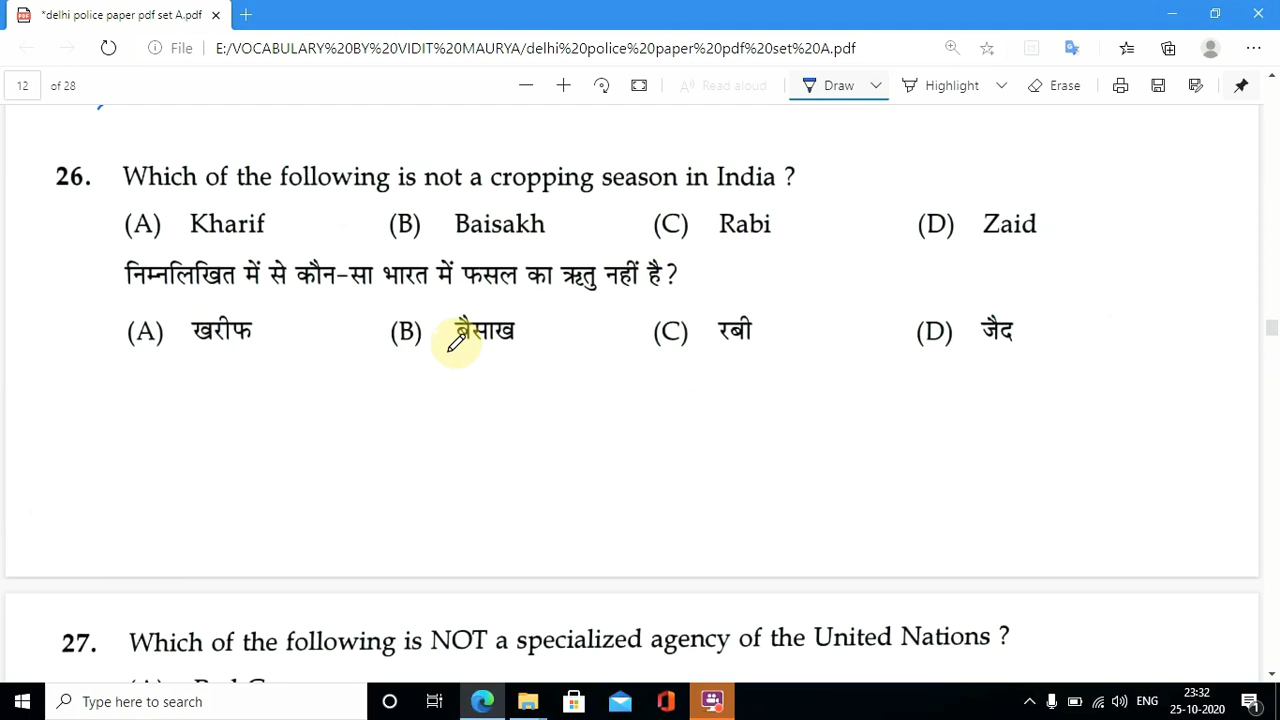 *delhi police paper pdf set A.pdf
File E:/VOCABULARY%20BY%20VIDIT%20MAURYA/delhi%20police%20paper%20pdf%20set%20A.pdf
12 of 28 Read aloud Draw Highlight Erase
26. Which of the following is not a cropping season in India ?
(A) Kharif (B) Baisakh (C) Rabi (D) Zaid
निम्नलिखित में से कौन-सा भारत में फसल का ऋतु नहीं है?
(A) खरीफ (B) बैसाख (C) रबी (D) जैद
27. Which of the following is NOT a specialized agency of the United Nations ?
Type here to search ENG 23:32
25-10-2020